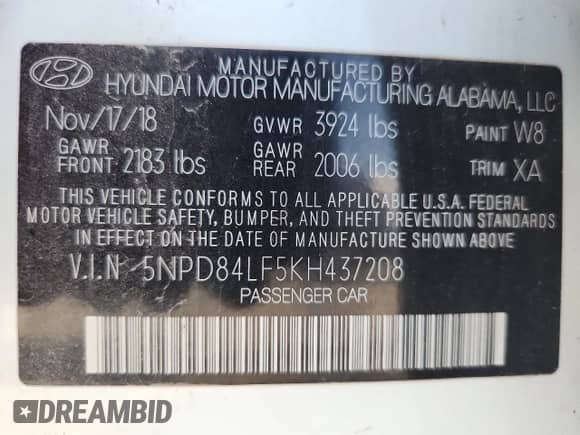 MANUFACTURED BY
HYUNDAI MOTOR MANUFACTURING ALABAMA, LLC
Nov/17/18 GVWR 3924 lbs PAINT W8
GAWR FRONT 2183 lbs GAWR REAR 2006 lbs TRIM XA
THIS VEHICLE CONFORMS TO ALL APPLICABLE U.S.A. FEDERAL
MOTOR VEHICLE SAFETY, BUMPER, AND THEFT PREVENTION STANDARDS
IN EFFECT ON THE DATE OF MANUFACTURE SHOWN ABOVE
V.I.N 5NPD84LF5KH437208
PASSENGER CAR
DREAMBID